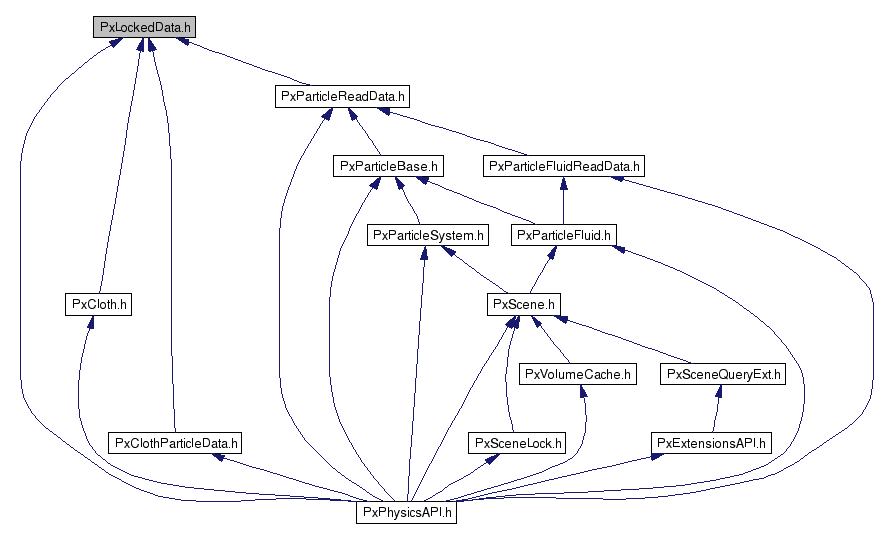 PxLockedData.h
PxParticleReadData.h
PxParticleBase.h
PxParticleFluidReadData.h
PxParticleSystem.h
PxParticleFluid.h
PxCloth.h
PxScene.h
PxVolumeCache.h
PxSceneQueryExt.h
PxClothParticleData.h
PxSceneLock.h
PxExtensionsAPI.h
PxPhysicsAPI.h